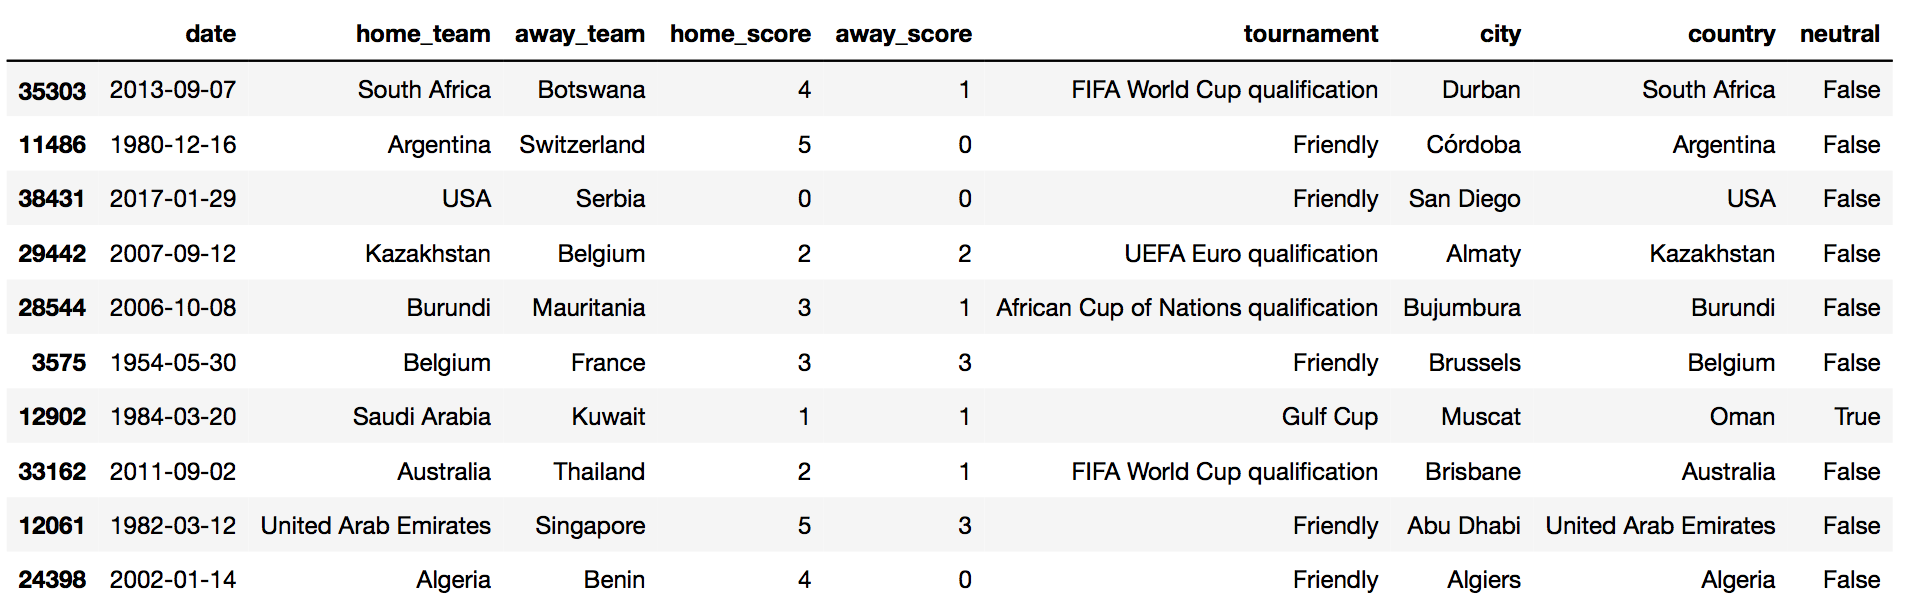 date home_team away_team home_score away_score tournament city country neutral
35303 2013-09-07 South Africa Botswana 4 1 FIFA World Cup qualification Durban South Africa False
11486 1980-12-16 Argentina Switzerland 5 0 Friendly Córdoba Argentina False
38431 2017-01-29 USA Serbia 0 0 Friendly San Diego USA False
29442 2007-09-12 Kazakhstan Belgium 2 2 UEFA Euro qualification Almaty Kazakhstan False
28544 2006-10-08 Burundi Mauritania 3 1 African Cup of Nations qualification Bujumbura Burundi False
3575 1954-05-30 Belgium France 3 3 Friendly Brussels Belgium False
12902 1984-03-20 Saudi Arabia Kuwait 1 1 Gulf Cup Muscat Oman True
33162 2011-09-02 Australia Thailand 2 1 FIFA World Cup qualification Brisbane Australia False
12061 1982-03-12 United Arab Emirates Singapore 5 3 Friendly Abu Dhabi United Arab Emirates False
24398 2002-01-14 Algeria Benin 4 0 Friendly Algiers Algeria False